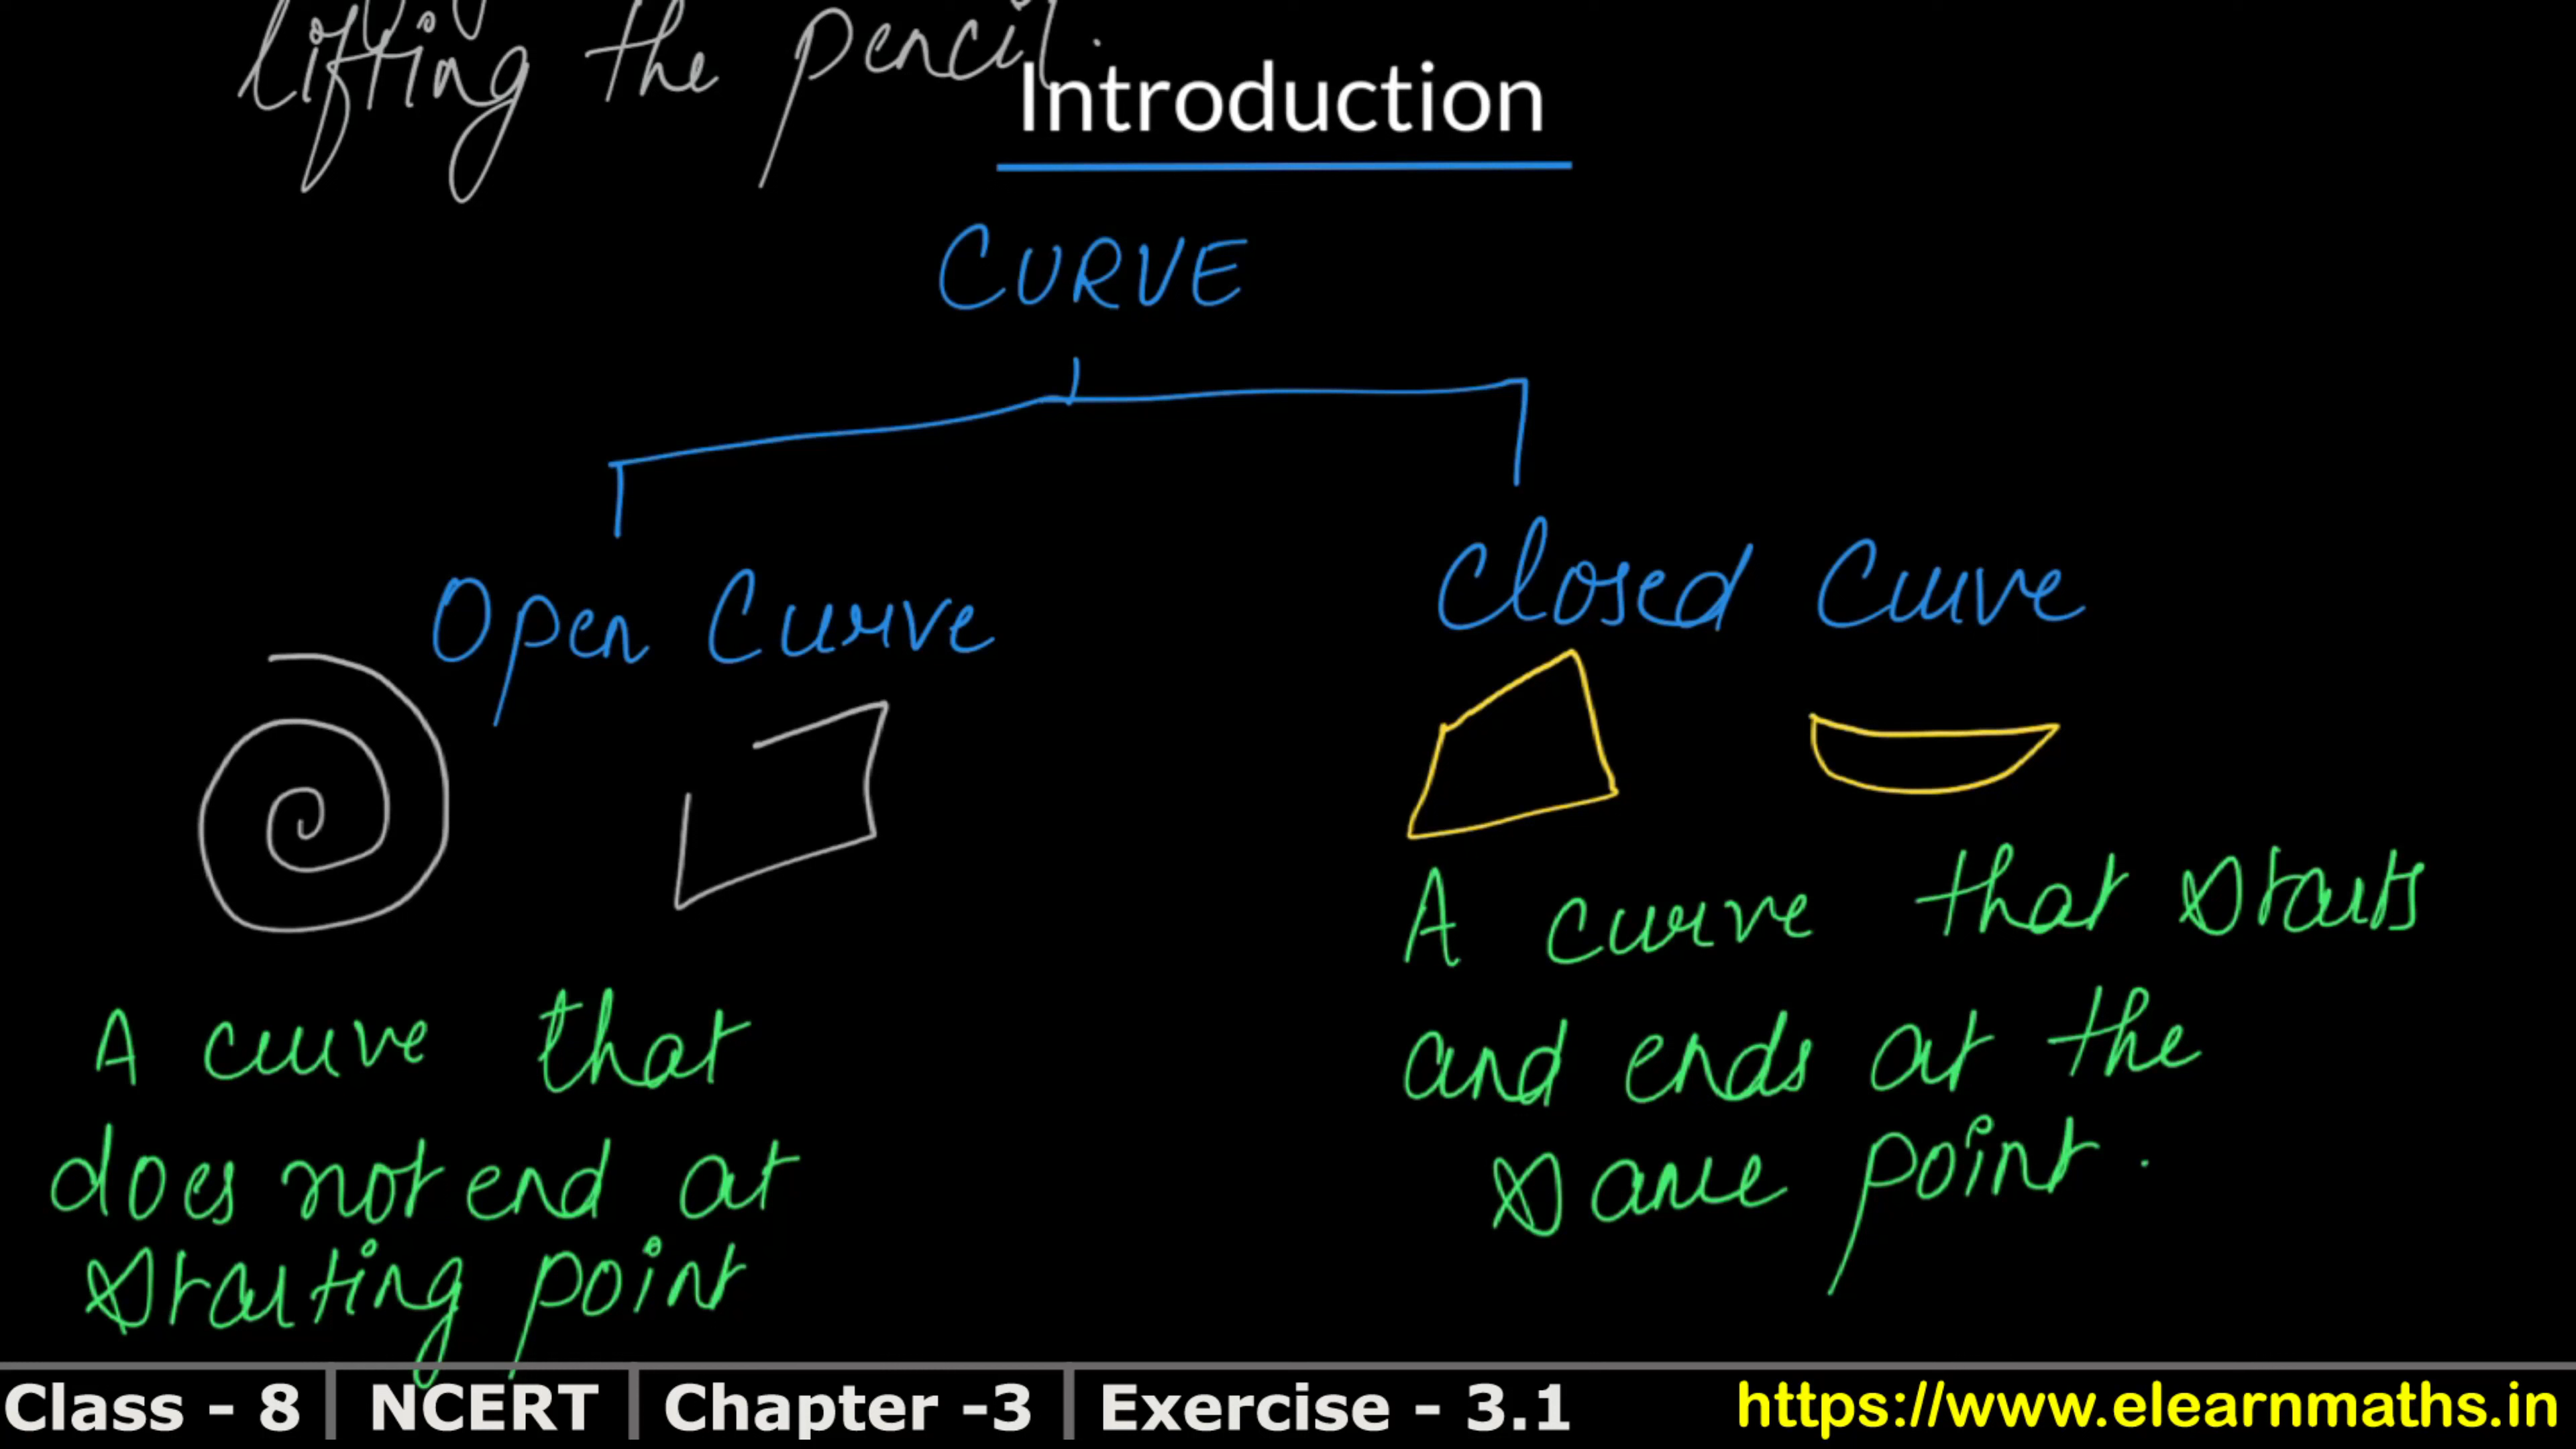 lifting the pencil.
Introduction
CURVE
Open Curve
Closed Curve
A curve that
does not end at
starting point
A curve that starts
and ends at the
same point.
Class - 8 | NCERT | Chapter -3 | Exercise - 3.1
https://www.elearnmaths.in